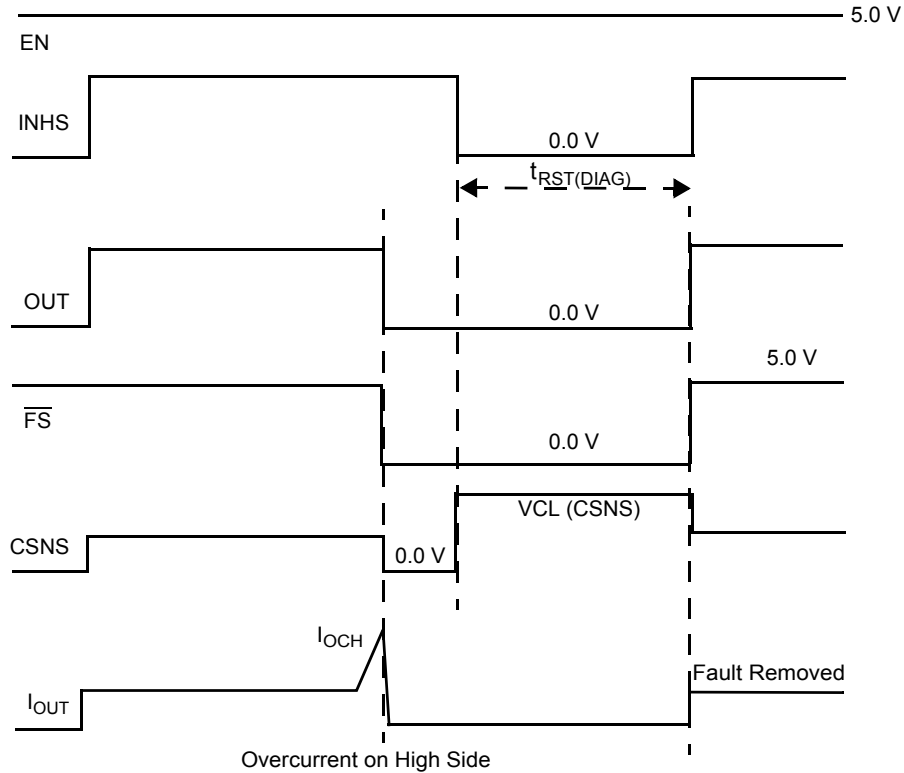 5.0 V
EN
INHS
0.0 V
tRST(DIAG)
OUT
0.0 V
5.0 V
FS
0.0 V
VCL (CSNS)
CSNS
0.0 V
IOCH
Fault Removed
IOUT
Overcurrent on High Side